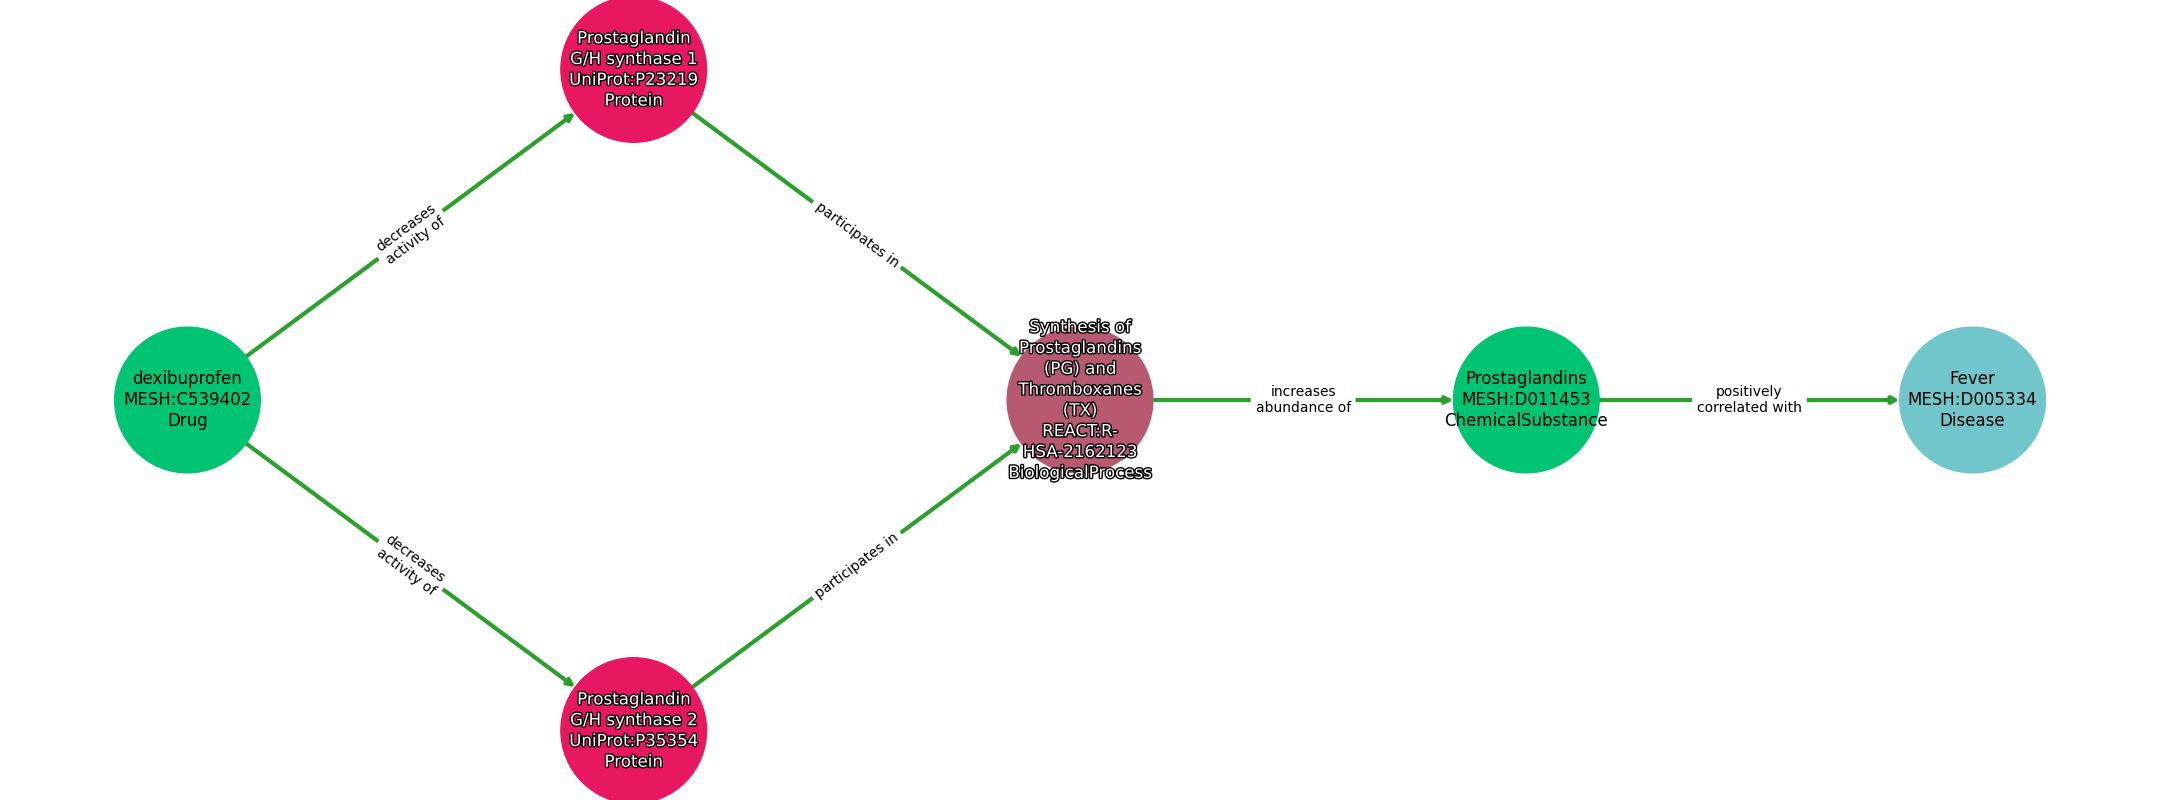 Prostaglandin
G/H synthase 1
UniProt:P23219
Protein
decreases
activity of
participates in
dexibuprofen
MESH:C539402
Drug
Synthesis of
Prostaglandins
(PG) and
Thromboxanes
(TX)
REACT:R-
HSA-2162123
BiologicalProcess
increases
abundance of
Prostaglandins
MESH:D011453
ChemicalSubstance
positively
correlated with
Fever
MESH:D005334
Disease
decreases
activity of
participates in
Prostaglandin
G/H synthase 2
UniProt:P35354
Protein